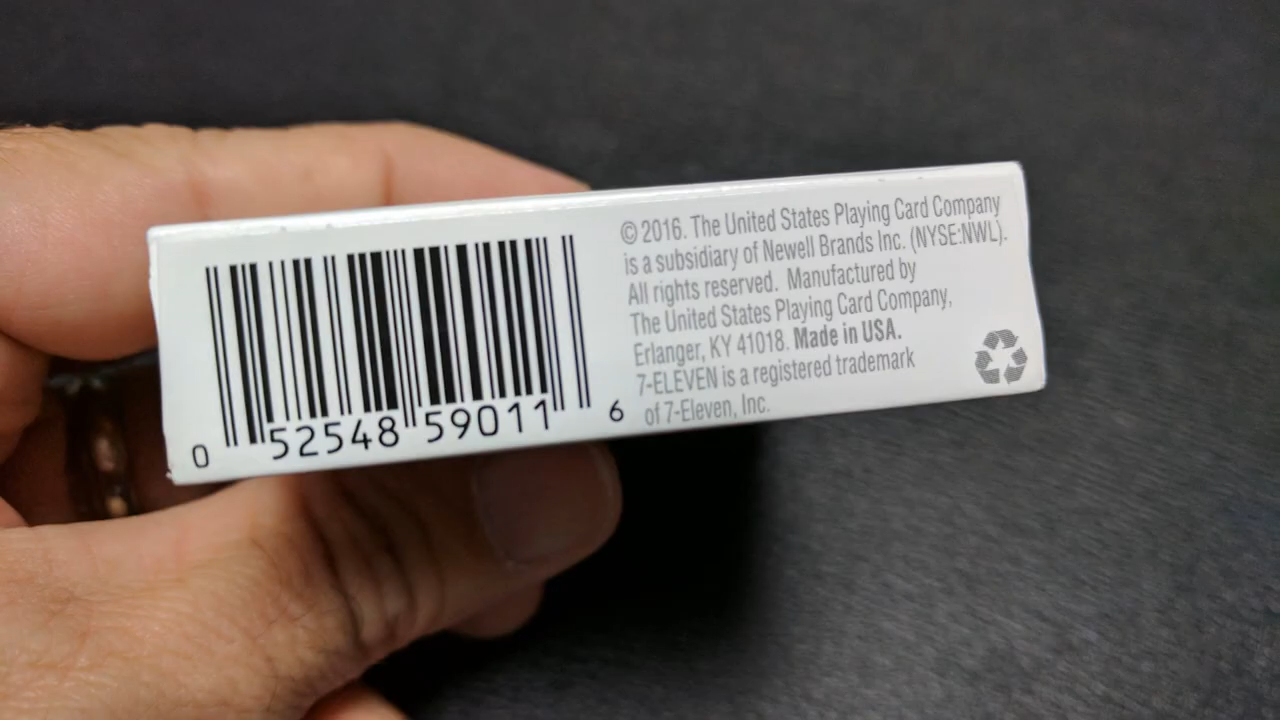 0 52548 59011 6
© 2016. The United States Playing Card Company
is a subsidiary of Newell Brands Inc. (NYSE:NWL).
All rights reserved. Manufactured by
The United States Playing Card Company,
Erlanger, KY 41018. Made in USA.
7-ELEVEN is a registered trademark
of 7-Eleven, Inc.